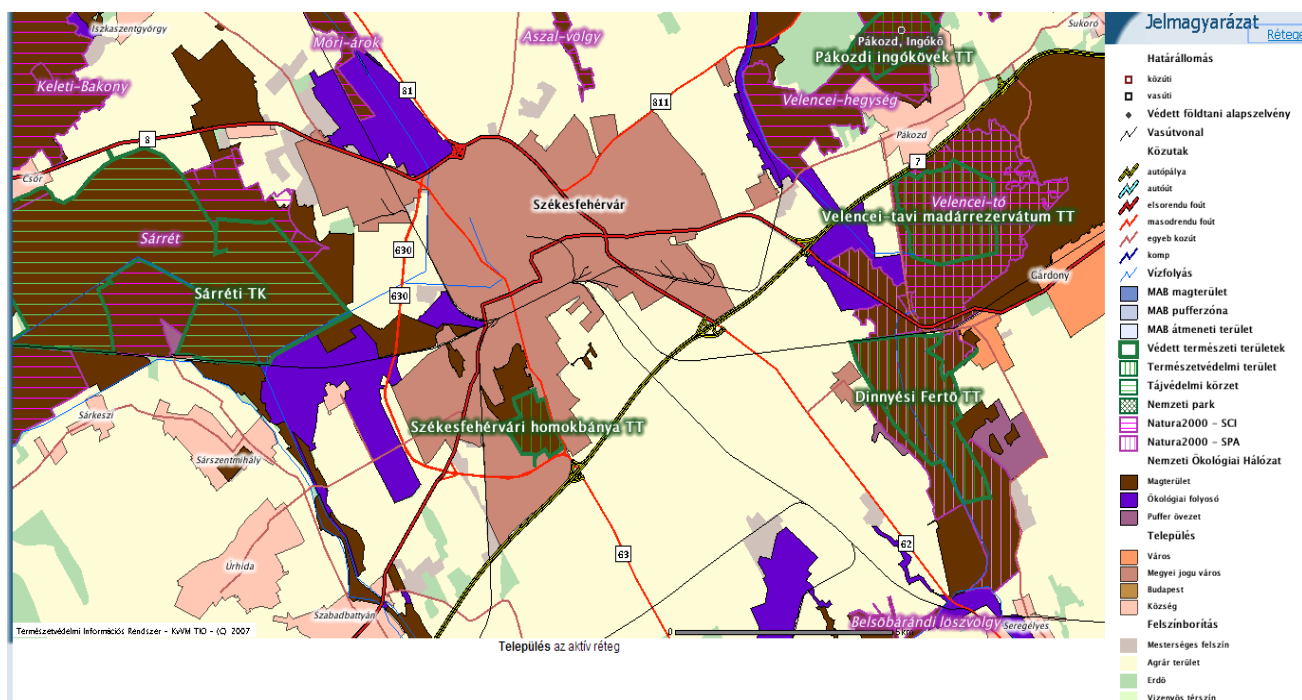 Iszkaszentgyörgy
Móri-árok
Aszal-völgy
Sukoró
Pákozd, Ingókő
Pákozdi ingókövek TT
Keleti-Bakony
81
811
Velencei-hegység
Pákozd
8
7
Csór
Székesfehérvár
Velencei-tó
Velencei-tavi madárrezervátum TT
Sárrét
630
Gárdony
Sárréti TK
630
Dinnyési Fertő TT
Sárkeszi
Székesfehérvári homokbánya TT
Sárszentmihály
62
63
Úrhida
Szabadbattyán
Belsőbárándi löszvölgy
Seregélyes
Természetvédelmi Információs Rendszer - KvVM TIO - (C) 2007
0
5km
Település az aktív réteg
Jelmagyarázat
Rétege
Határállomás
közúti
vasúti
Védett földtani alapszelvény
Vasútvonal
Közutak
autópálya
autóút
elsorendu foút
masodrendu foút
egyeb kozút
komp
Vízfolyás
MAB magterület
MAB pufferzóna
MAB átmeneti terület
Védett természeti területek
Természetvédelmi terület
Tájvédelmi körzet
Nemzeti park
Natura2000 - SCI
Natura2000 - SPA
Nemzeti Ökológiai Hálózat
Magterület
Ökológiai folyosó
Puffer övezet
Település
Város
Megyei jogu város
Budapest
Község
Felszínborítás
Mesterséges felszín
Agrár terület
Erdő
Vizenyős térszín